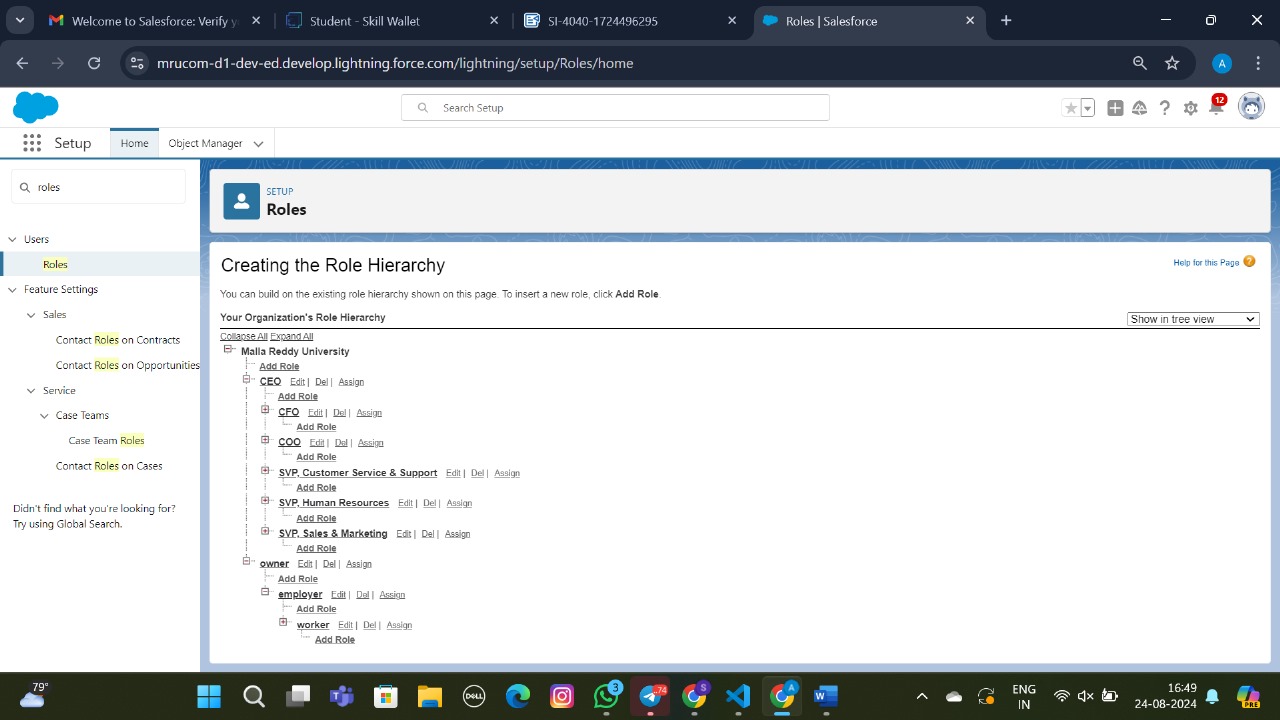 Welcome to Salesforce: Verify y
Student - Skill Wallet
SI-4040-1724496295
Roles | Salesforce
mrucom-d1-dev-ed.develop.lightning.force.com/lightning/setup/Roles/home
A
Search Setup
12
Setup
Home
Object Manager
roles
SETUP
Roles
Users
Roles
Feature Settings
Sales
Contact Roles on Contracts
Contact Roles on Opportunities
Service
Case Teams
Case Team Roles
Contact Roles on Cases
Didn't find what you're looking for?
Try using Global Search.
Creating the Role Hierarchy
Help for this Page ?
You can build on the existing role hierarchy shown on this page. To insert a new role, click Add Role.
Your Organization's Role Hierarchy
Show in tree view
Collapse All Expand All
Malla Reddy University
Add Role
CEO Edit | Del | Assign
Add Role
CFO Edit | Del | Assign
Add Role
COO Edit | Del | Assign
Add Role
SVP, Customer Service & Support Edit | Del | Assign
Add Role
SVP, Human Resources Edit | Del | Assign
Add Role
SVP, Sales & Marketing Edit | Del | Assign
Add Role
owner Edit | Del | Assign
Add Role
employer Edit | Del | Assign
Add Role
worker Edit | Del | Assign
Add Role
79°
DELL
3
74
S
A
ENG
IN
16:49
24-08-2024
PRE